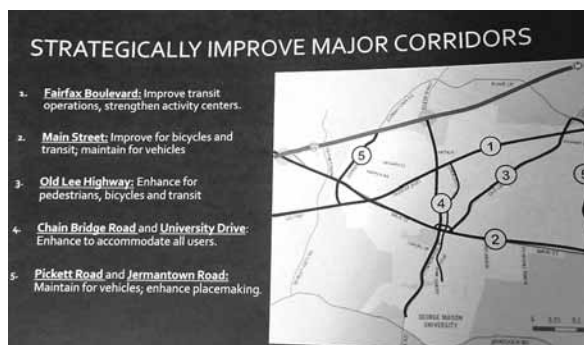 STRATEGICALLY IMPROVE MAJOR CORRIDORS
1. Fairfax Boulevard: Improve transit
operations, strengthen activity centers.
2. Main Street: Improve for bicycles and
transit; maintain for vehicles
3. Old Lee Highway: Enhance for
pedestrians, bicycles and transit
4. Chain Bridge Road and University Drive:
Enhance to accommodate all users.
5. Pickett Road and Jermantown Road:
Maintain for vehicles; enhance placemaking.
5
1
3
4
2
5
GEORGE MASON
UNIVERSITY